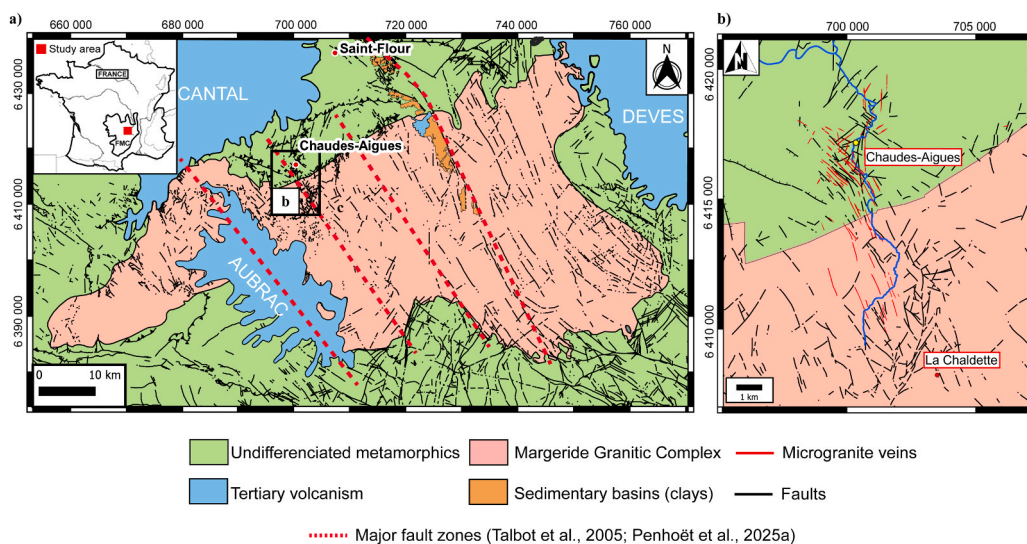 a)
660 000 680 000 700 000 720 000 740 000 760 000
Study area
FRANCE
FMC
CANTAL
Saint-Flour
N
DEVES
Chaudes-Aigues
b
AUBRAC
6 430 000
6 410 000
6 390 000
0 10 km
b)
700 000 705 000
N
6 420 000
Chaudes-Aigues
6 415 000
6 410 000
La Chaldette
1 km
Undifferenciated metamorphics
Margeride Granitic Complex
Microgranite veins
Tertiary volcanism
Sedimentary basins (clays)
Faults
Major fault zones (Talbot et al., 2005; Penhoët et al., 2025a)